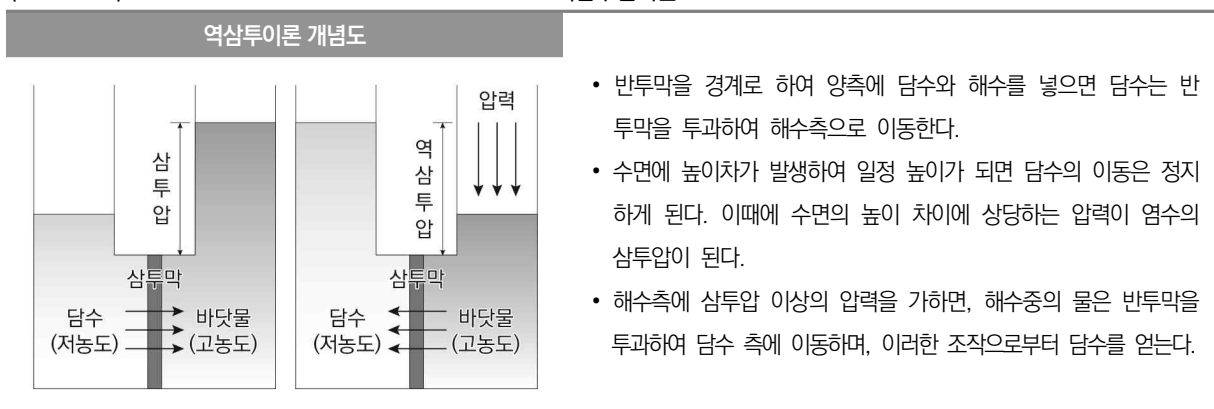 역삼투이론 개념도
압력
삼투압
역삼투압
삼투막
삼투막
담수
(저농도)
바닷물
(고농도)
담수
(저농도)
바닷물
(고농도)
• 반투막을 경계로 하여 양측에 담수와 해수를 넣으면 담수는 반
투막을 투과하여 해수측으로 이동한다.
• 수면에 높이차가 발생하여 일정 높이가 되면 담수의 이동은 정지
하게 된다. 이때에 수면의 높이 차이에 상당하는 압력이 염수의
삼투압이 된다.
• 해수측에 삼투압 이상의 압력을 가하면, 해수중의 물은 반투막을
투과하여 담수 측에 이동하며, 이러한 조작으로부터 담수를 얻는다.